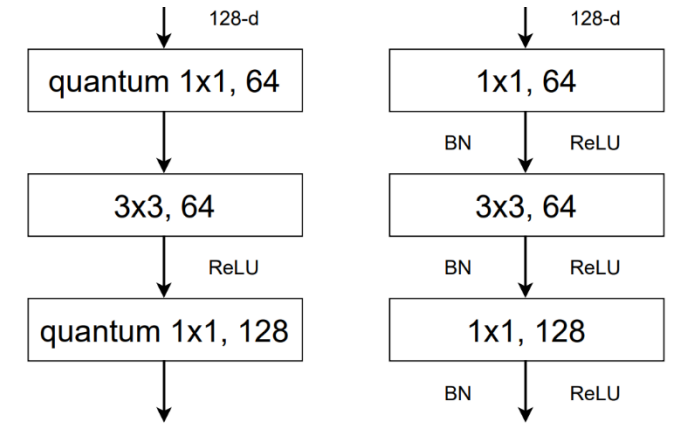 128-d
quantum 1x1, 64
3x3, 64
ReLU
quantum 1x1, 128
128-d
1x1, 64
BN ReLU
3x3, 64
BN ReLU
1x1, 128
BN ReLU